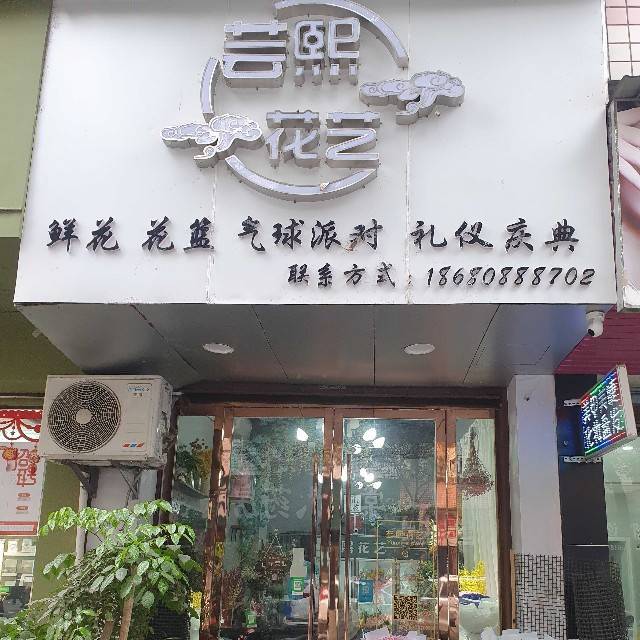 芸熙
花艺
鲜花 花篮 气球派对 礼仪庆典
联系方式 18680888702